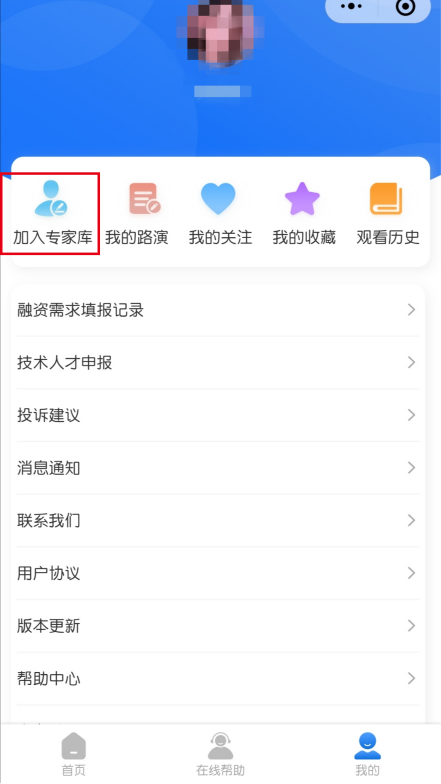 加入专家库 我的路演 我的关注 我的收藏 观看历史
融资需求填报记录
技术人才申报
投诉建议
消息通知
联系我们
用户协议
版本更新
帮助中心
首页 在线帮助 我的